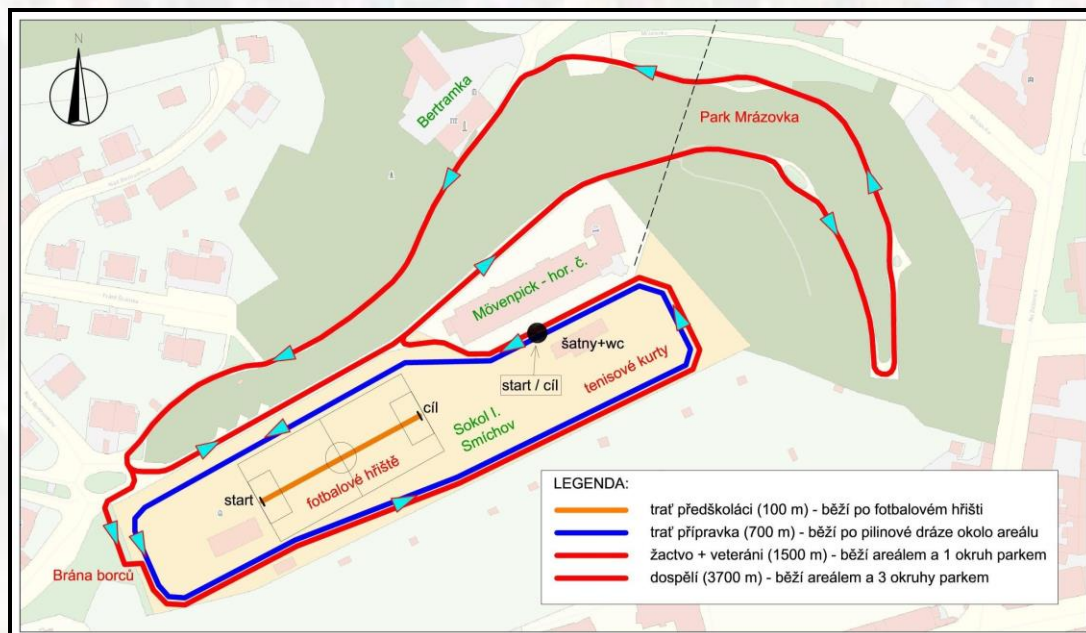 N
Bertramka
Park Mrázovka
Mövenpick - hor. č.
šatny+wc
start / cíl
tenisové kurty
cíl
Sokol I.
Smíchov
fotbalové hřiště
start
Brána borců
LEGENDA:
trať předškoláci (100 m) - běží po fotbalovém hřišti
trať přípravka (700 m) - běží po pilinové dráze okolo areálu
žactvo + veteráni (1500 m) - běží areálem a 1 okruh parkem
dospělí (3700 m) - běží areálem a 3 okruhy parkem